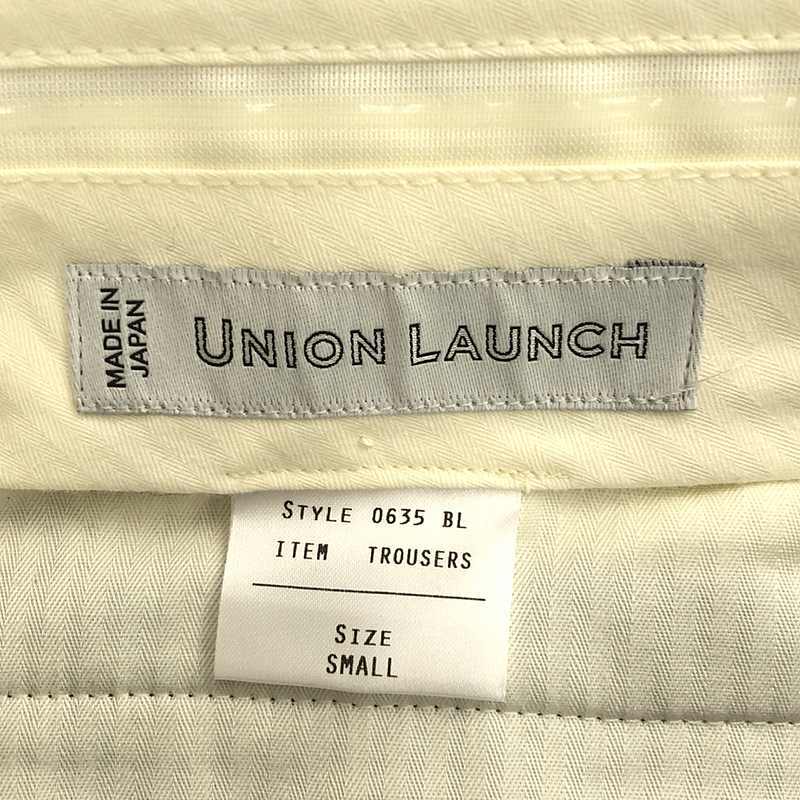 MADE IN
JAPAN
UNION LAUNCH
STYLE 0635 BL
ITEM TROUSERS
SIZE
SMALL